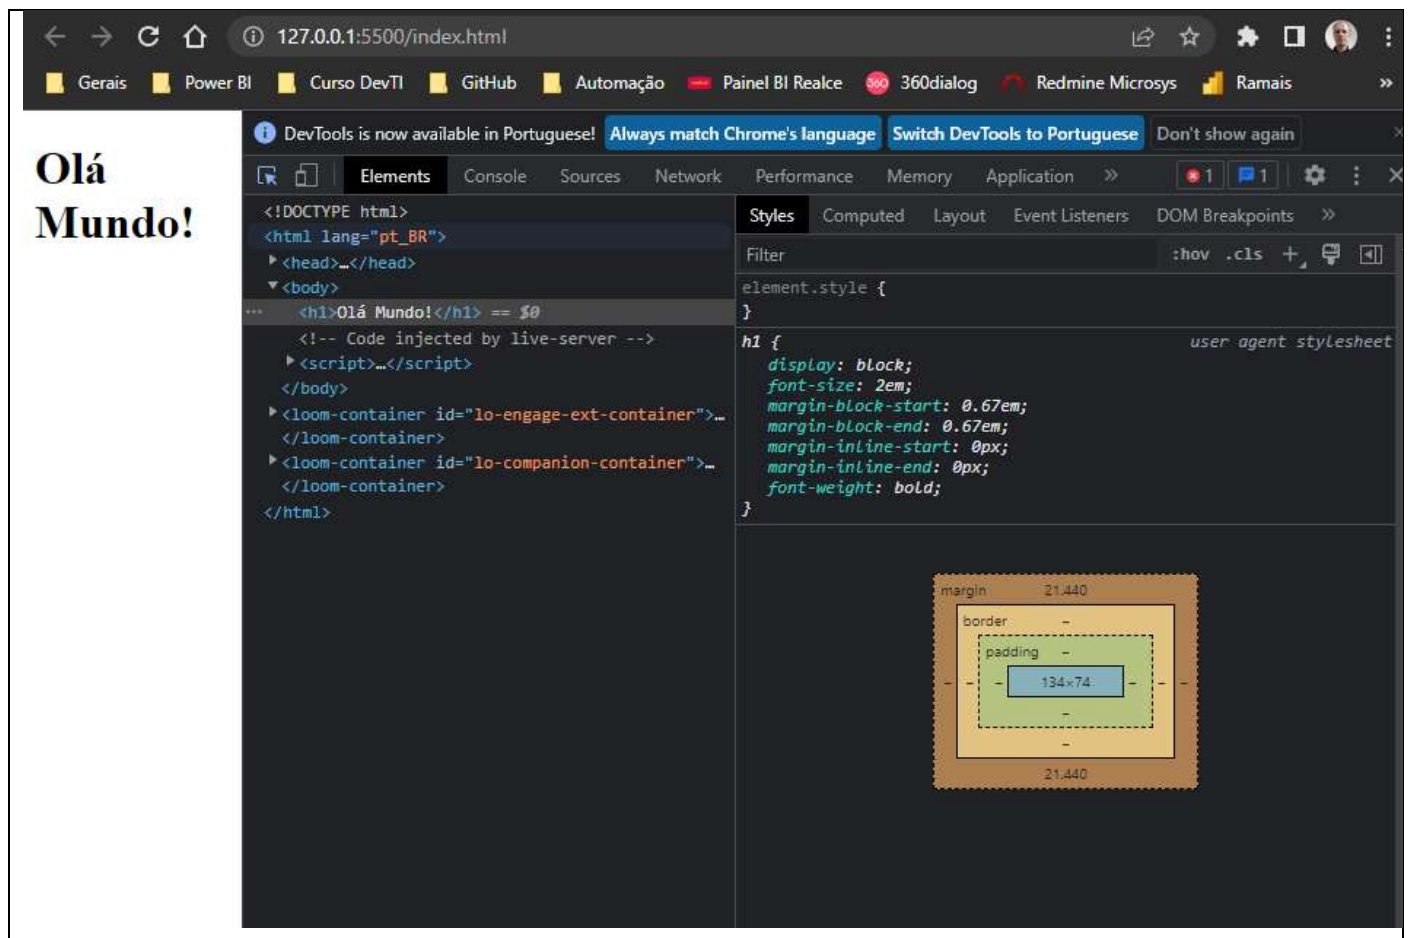 127.0.0.1:5500/index.html
Gerais Power BI Curso DevTI GitHub Automação Painel BI Realce 360 360dialog Redmine Microsys Ramais »
Olá
Mundo!
DevTools is now available in Portuguese! Always match Chrome's language Switch DevTools to Portuguese Don't show again
Elements Console Sources Network Performance Memory Application » 1 1
<!DOCTYPE html>
<html lang="pt_BR">
<head>…</head>
<body>
… <h1>Olá Mundo!</h1> == $0
<!-- Code injected by live-server -->
<script>…</script>
</body>
<loom-container id="lo-engage-ext-container">…
</loom-container>
<loom-container id="lo-companion-container">…
</loom-container>
</html>
Styles Computed Layout Event Listeners DOM Breakpoints »
Filter :hov .cls +
element.style {
}
h1 { user agent stylesheet
display: block;
font-size: 2em;
margin-block-start: 0.67em;
margin-block-end: 0.67em;
margin-inline-start: 0px;
margin-inline-end: 0px;
font-weight: bold;
}
margin 21.440
border –
padding –
– – – 134×74 – – –
–
–
21.440